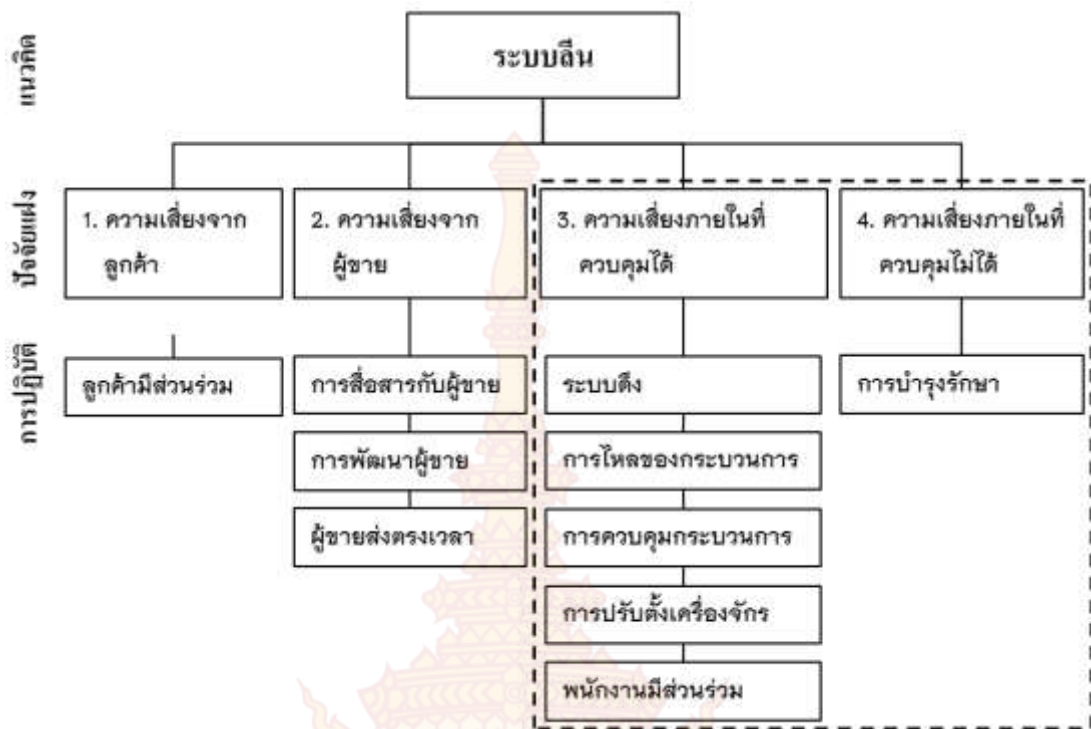 แนวคิด
ระบบลีน
ปัจจัยแฝง
1. ความเสี่ยงจาก
ลูกค้า
2. ความเสี่ยงจาก
ผู้ขาย
3. ความเสี่ยงภายในที่
ควบคุมได้
4. ความเสี่ยงภายในที่
ควบคุมไม่ได้
การปฏิบัติ
ลูกค้ามีส่วนร่วม
การสื่อสารกับผู้ขาย
การพัฒนาผู้ขาย
ผู้ขายส่งตรงเวลา
ระบบดึง
การไหลของกระบวนการ
การควบคุมกระบวนการ
การปรับตั้งเครื่องจักร
พนักงานมีส่วนร่วม
การบำรุงรักษา